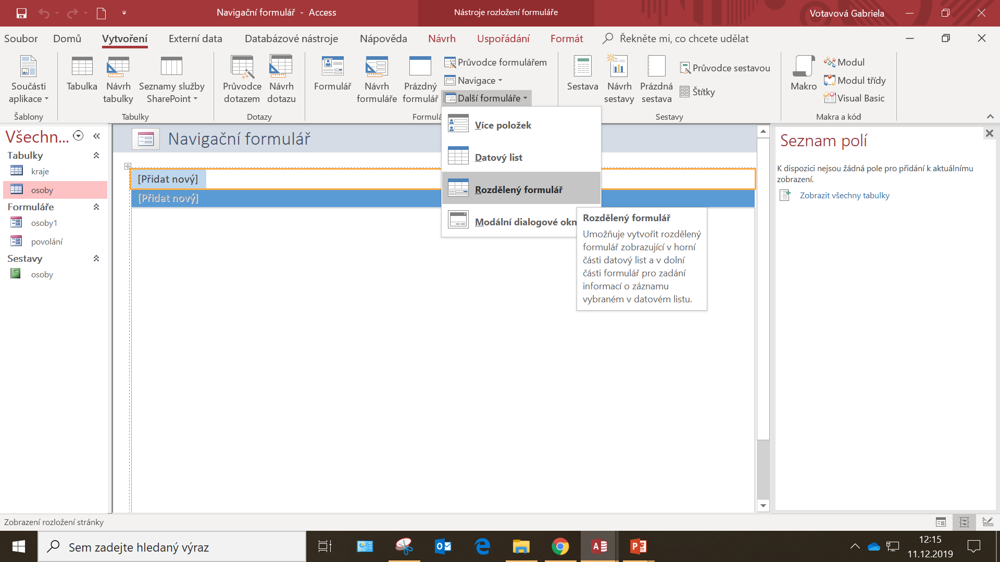 Navigační formulář - Access
Nástroje rozložení formuláře
Votavová Gabriela
Soubor
Domů
Vytvoření
Externí data
Databázové nástroje
Nápověda
Návrh
Uspořádání
Formát
Řekněte mi, co chcete udělat
Součásti
aplikace
Šablony
Tabulka
Návrh
tabulky
Seznamy služby
SharePoint
Tabulky
Průvodce
dotazem
Návrh
dotazu
Dotazy
Formulář
Návrh
formuláře
Prázdný
formulář
Průvodce formulářem
Navigace
Další formuláře
Formulá
Sestava
Návrh
sestavy
Prázdná
sestava
Průvodce sestavou
Štítky
Sestavy
Makro
Modul
Modul třídy
Visual Basic
Makra a kód
Více položek
Datový list
Rozdělený formulář
Modální dialogové okn
Rozdělený formulář
Umožňuje vytvořit rozdělený
formulář zobrazující v horní
části datový list a v dolní
části formulář pro zadání
informací o záznamu
vybraném v datovém listu.
Všechn...
Tabulky
kraje
osoby
Formuláře
osoby1
povolání
Sestavy
osoby
Navigační formulář
[Přidat nový]
[Přidat nový]
Seznam polí
K dispozici nejsou žádná pole pro přidání k aktuálnímu
zobrazení.
Zobrazit všechny tabulky
Zobrazení rozložení stránky
Sem zadejte hledaný výraz
12:15
11.12.2019